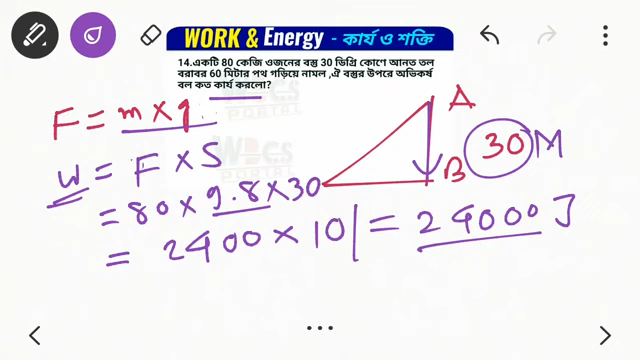 WORK & Energy - কার্য ও শক্তি
14.একটি 80 কেজি ওজনের বস্তু 30 ডিগ্রি কোণে আনত তল
বরাবর 60 মিটার পথ গড়িয়ে নামল ,ঐ বস্তুর উপরে অভিকর্ষ
বল কত কার্য করলো?
F = m × g
A
W = F × S
B
30 M
= 80 × 9.8 × 30
= 2400 × 10 | = 24000 J